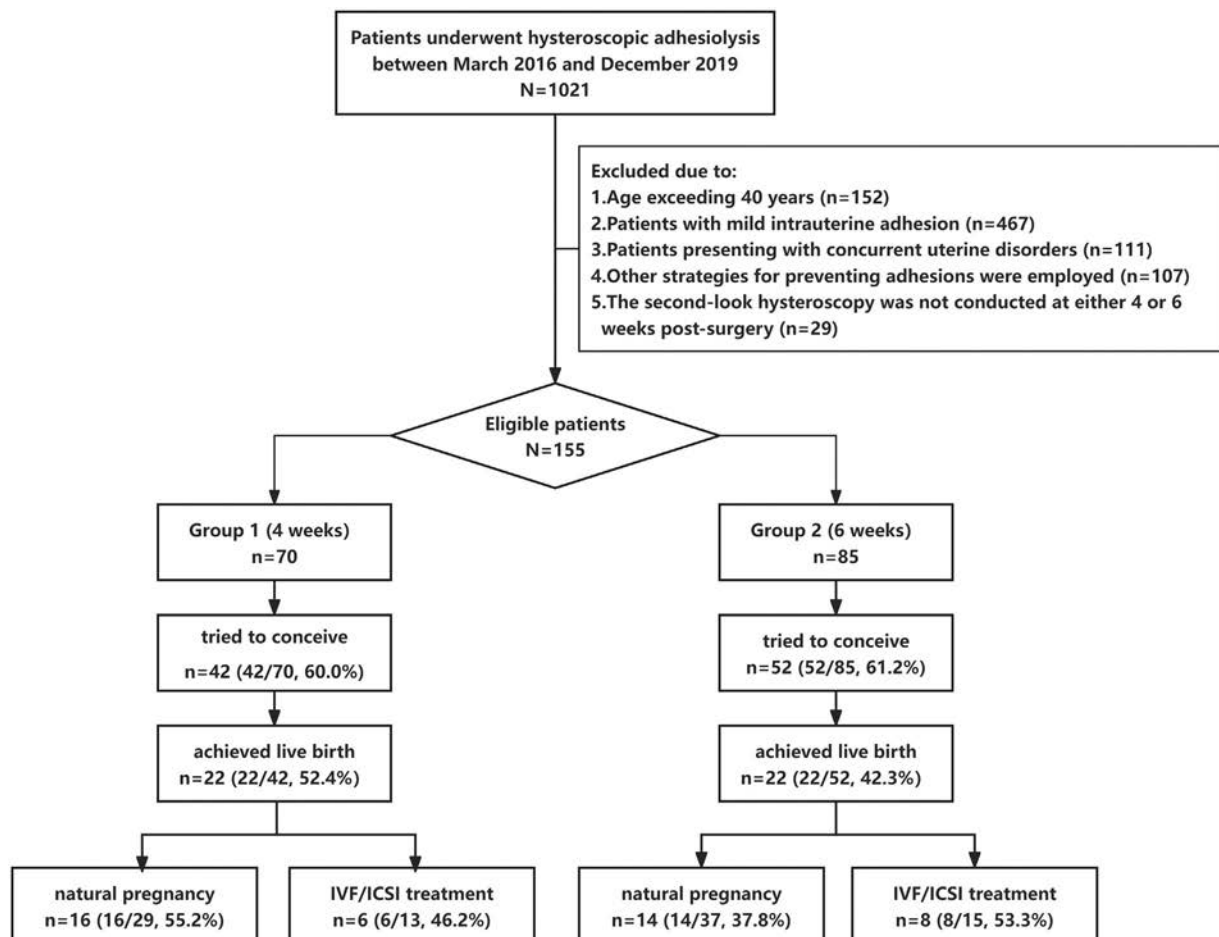 Patients underwent hysteroscopic adhesiolysis
between March 2016 and December 2019
N=1021
Excluded due to:
1.Age exceeding 40 years (n=152)
2.Patients with mild intrauterine adhesion (n=467)
3.Patients presenting with concurrent uterine disorders (n=111)
4.Other strategies for preventing adhesions were employed (n=107)
5.The second-look hysteroscopy was not conducted at either 4 or 6
weeks post-surgery (n=29)
Eligible patients
N=155
Group 1 (4 weeks)
n=70
Group 2 (6 weeks)
n=85
tried to conceive
n=42 (42/70, 60.0%)
tried to conceive
n=52 (52/85, 61.2%)
achieved live birth
n=22 (22/42, 52.4%)
achieved live birth
n=22 (22/52, 42.3%)
natural pregnancy
n=16 (16/29, 55.2%)
IVF/ICSI treatment
n=6 (6/13, 46.2%)
natural pregnancy
n=14 (14/37, 37.8%)
IVF/ICSI treatment
n=8 (8/15, 53.3%)